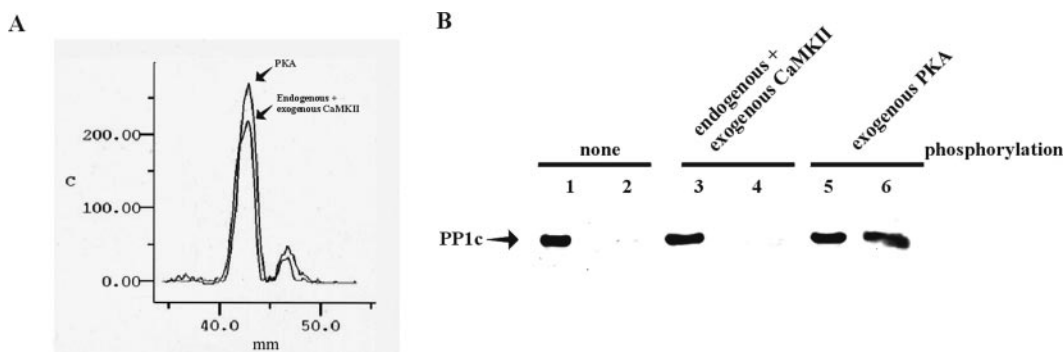 A
PKA
Endogenous +
exogenous CaMKII
200.00
C
100.00
0.00
40.0
50.0
mm
B
endogenous +
exogenous CaMKII
exogenous PKA
none
phosphorylation
1 2 3 4 5 6
PP1c